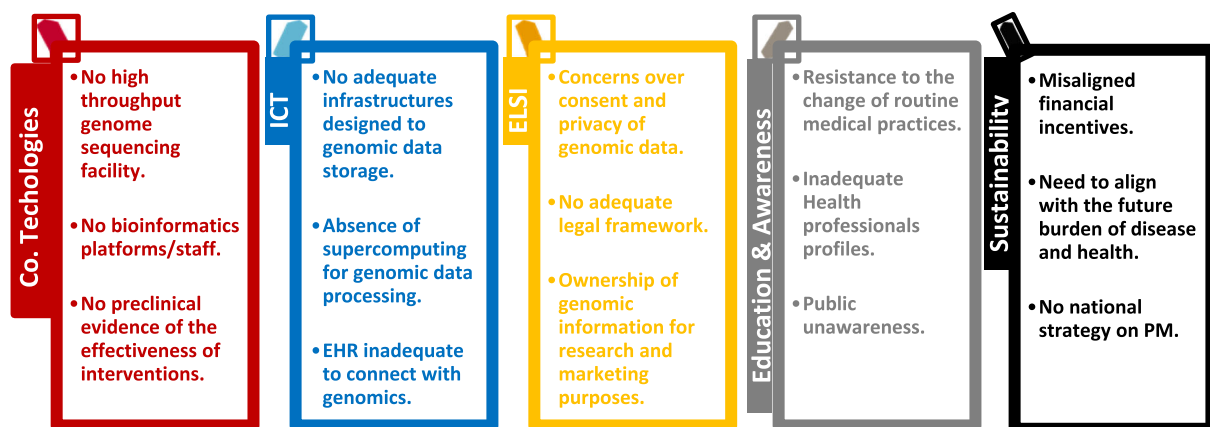 Co. Techologies
•No high
throughput
genome
sequencing
facility.
•No bioinformatics
platforms/staff.
•No preclinical
evidence of the
effectiveness of
interventions.
ICT
•No adequate
infrastructures
designed to
genomic data
storage.
•Absence of
supercomputing
for genomic data
processing.
•EHR inadequate
to connect with
genomics.
ELSI
•Concerns over
consent and
privacy of
genomic data.
•No adequate
legal framework.
•Ownership of
genomic
information for
research and
marketing
purposes.
Education & Awareness
•Resistance to the
change of routine
medical practices.
•Inadequate
Health
professionals
profiles.
•Public
unawareness.
Sustainability
•Misaligned
financial
incentives.
•Need to align
with the future
burden of disease
and health.
•No national
strategy on PM.